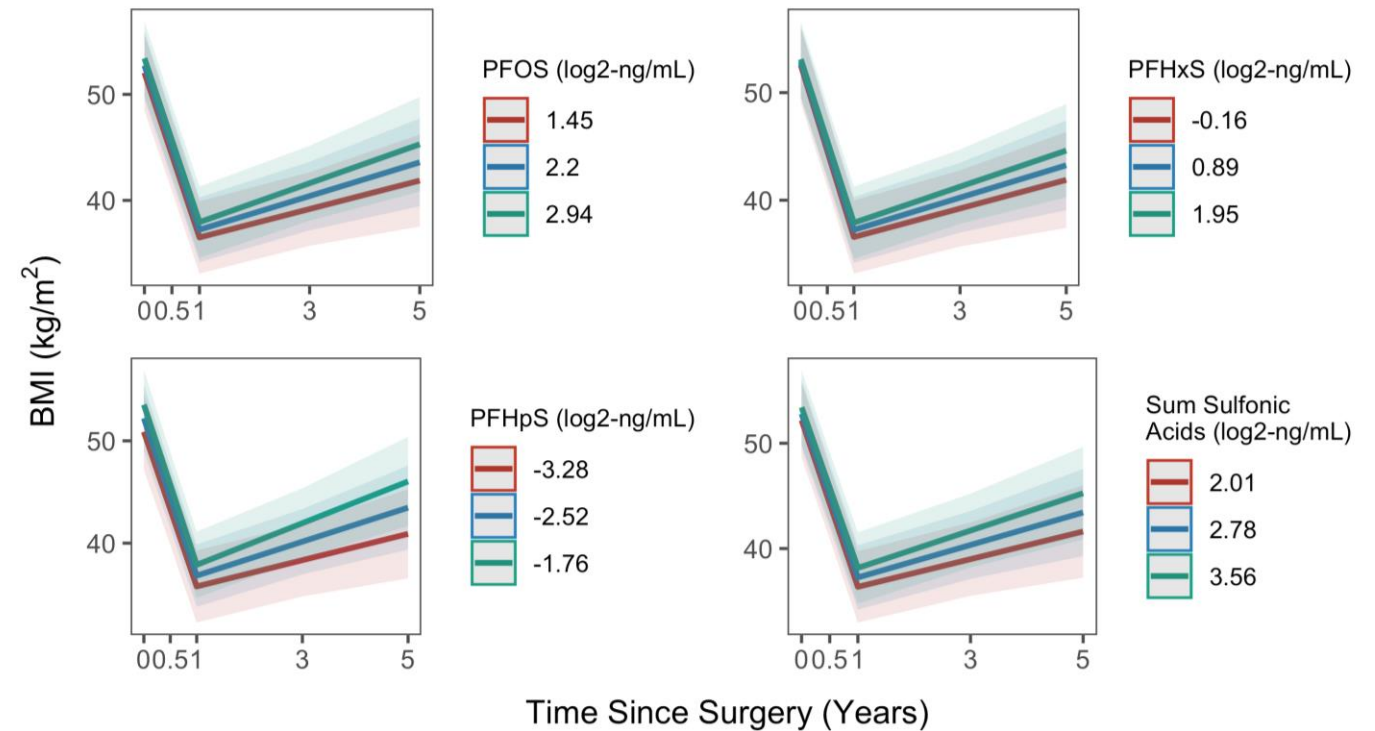 BMI (kg/m²)
PFOS (log2-ng/mL)
1.45
2.2
2.94
50
40
0 0.5 1 3 5
PFHxS (log2-ng/mL)
-0.16
0.89
1.95
50
40
0 0.5 1 3 5
PFHpS (log2-ng/mL)
-3.28
-2.52
-1.76
50
40
0 0.5 1 3 5
Sum Sulfonic
Acids (log2-ng/mL)
2.01
2.78
3.56
50
40
0 0.5 1 3 5
Time Since Surgery (Years)